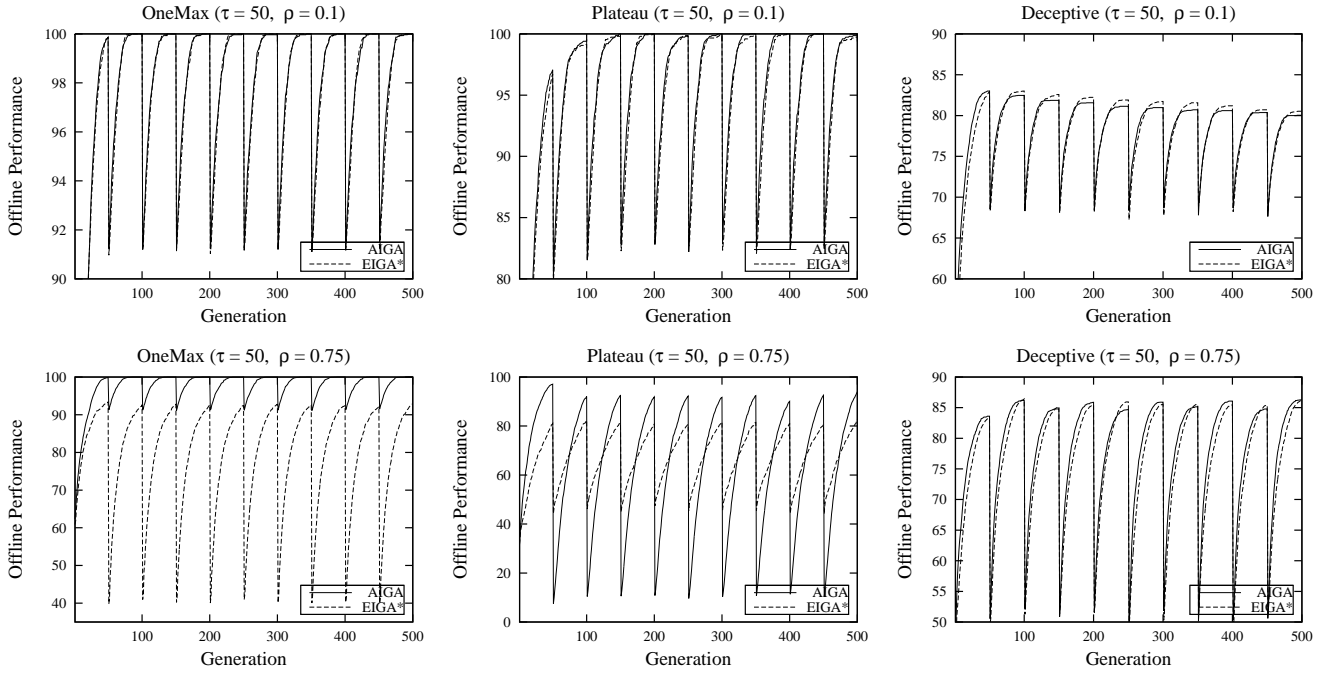 OneMax (τ = 50, ρ = 0.1)
Offline Performance
100
98
96
94
92
90
100
200
300
400
500
Generation
AIGA
EIGA*
Plateau (τ = 50, ρ = 0.1)
Offline Performance
100
95
90
85
80
100
200
300
400
500
Generation
AIGA
EIGA*
Deceptive (τ = 50, ρ = 0.1)
Offline Performance
90
85
80
75
70
65
60
100
200
300
400
500
Generation
AIGA
EIGA*
OneMax (τ = 50, ρ = 0.75)
Offline Performance
100
90
80
70
60
50
40
100
200
300
400
500
Generation
AIGA
EIGA*
Plateau (τ = 50, ρ = 0.75)
Offline Performance
100
80
60
40
20
0
100
200
300
400
500
Generation
AIGA
EIGA*
Deceptive (τ = 50, ρ = 0.75)
Offline Performance
90
85
80
75
70
65
60
55
50
100
200
300
400
500
Generation
AIGA
EIGA*